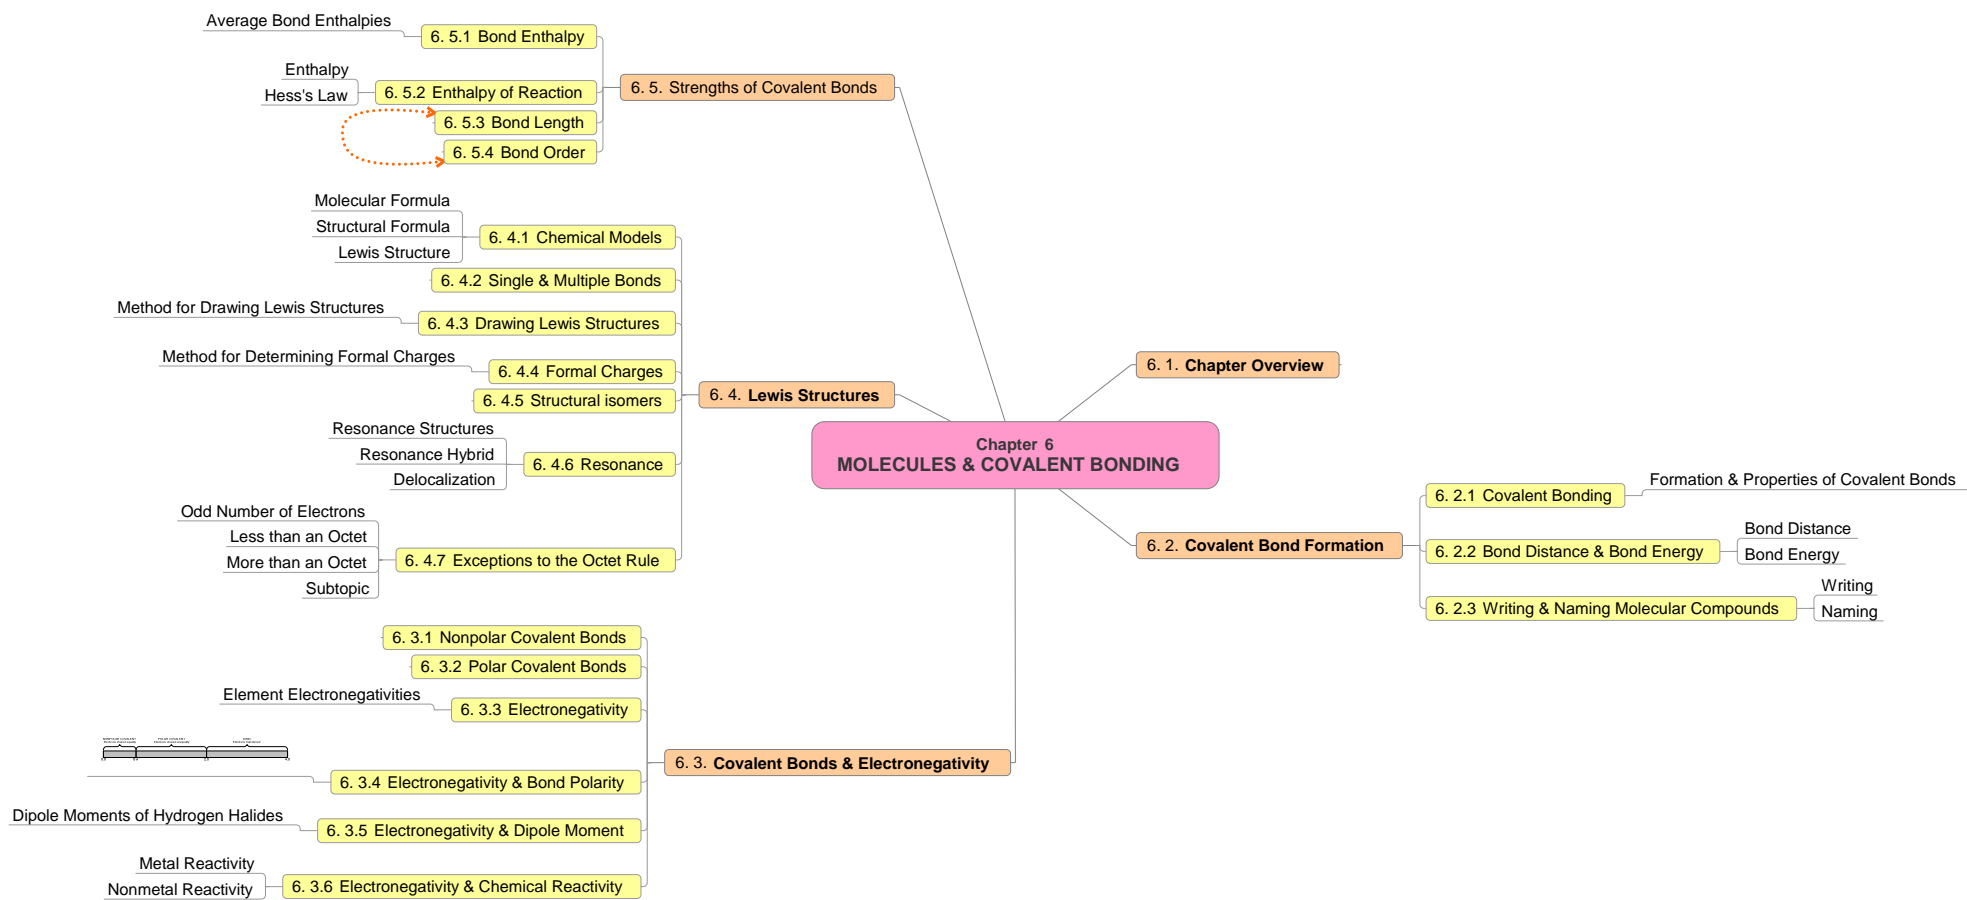 Chapter 6
MOLECULES & COVALENT BONDING
6. 1. Chapter Overview
6. 2. Covalent Bond Formation
6. 2.1 Covalent Bonding
Formation & Properties of Covalent Bonds
6. 2.2 Bond Distance & Bond Energy
Bond Distance
Bond Energy
6. 2.3 Writing & Naming Molecular Compounds
Writing
Naming
6. 3. Covalent Bonds & Electronegativity
6. 3.1 Nonpolar Covalent Bonds
6. 3.2 Polar Covalent Bonds
6. 3.3 Electronegativity
Element Electronegativities
6. 3.4 Electronegativity & Bond Polarity
6. 3.5 Electronegativity & Dipole Moment
Dipole Moments of Hydrogen Halides
6. 3.6 Electronegativity & Chemical Reactivity
Metal Reactivity
Nonmetal Reactivity
6. 4. Lewis Structures
6. 4.1 Chemical Models
Molecular Formula
Structural Formula
Lewis Structure
6. 4.2 Single & Multiple Bonds
6. 4.3 Drawing Lewis Structures
Method for Drawing Lewis Structures
6. 4.4 Formal Charges
Method for Determining Formal Charges
6. 4.5 Structural isomers
6. 4.6 Resonance
Resonance Structures
Resonance Hybrid
Delocalization
6. 4.7 Exceptions to the Octet Rule
Odd Number of Electrons
Less than an Octet
More than an Octet
Subtopic
6. 5. Strengths of Covalent Bonds
6. 5.1 Bond Enthalpy
Average Bond Enthalpies
6. 5.2 Enthalpy of Reaction
Enthalpy
Hess's Law
6. 5.3 Bond Length
6. 5.4 Bond Order